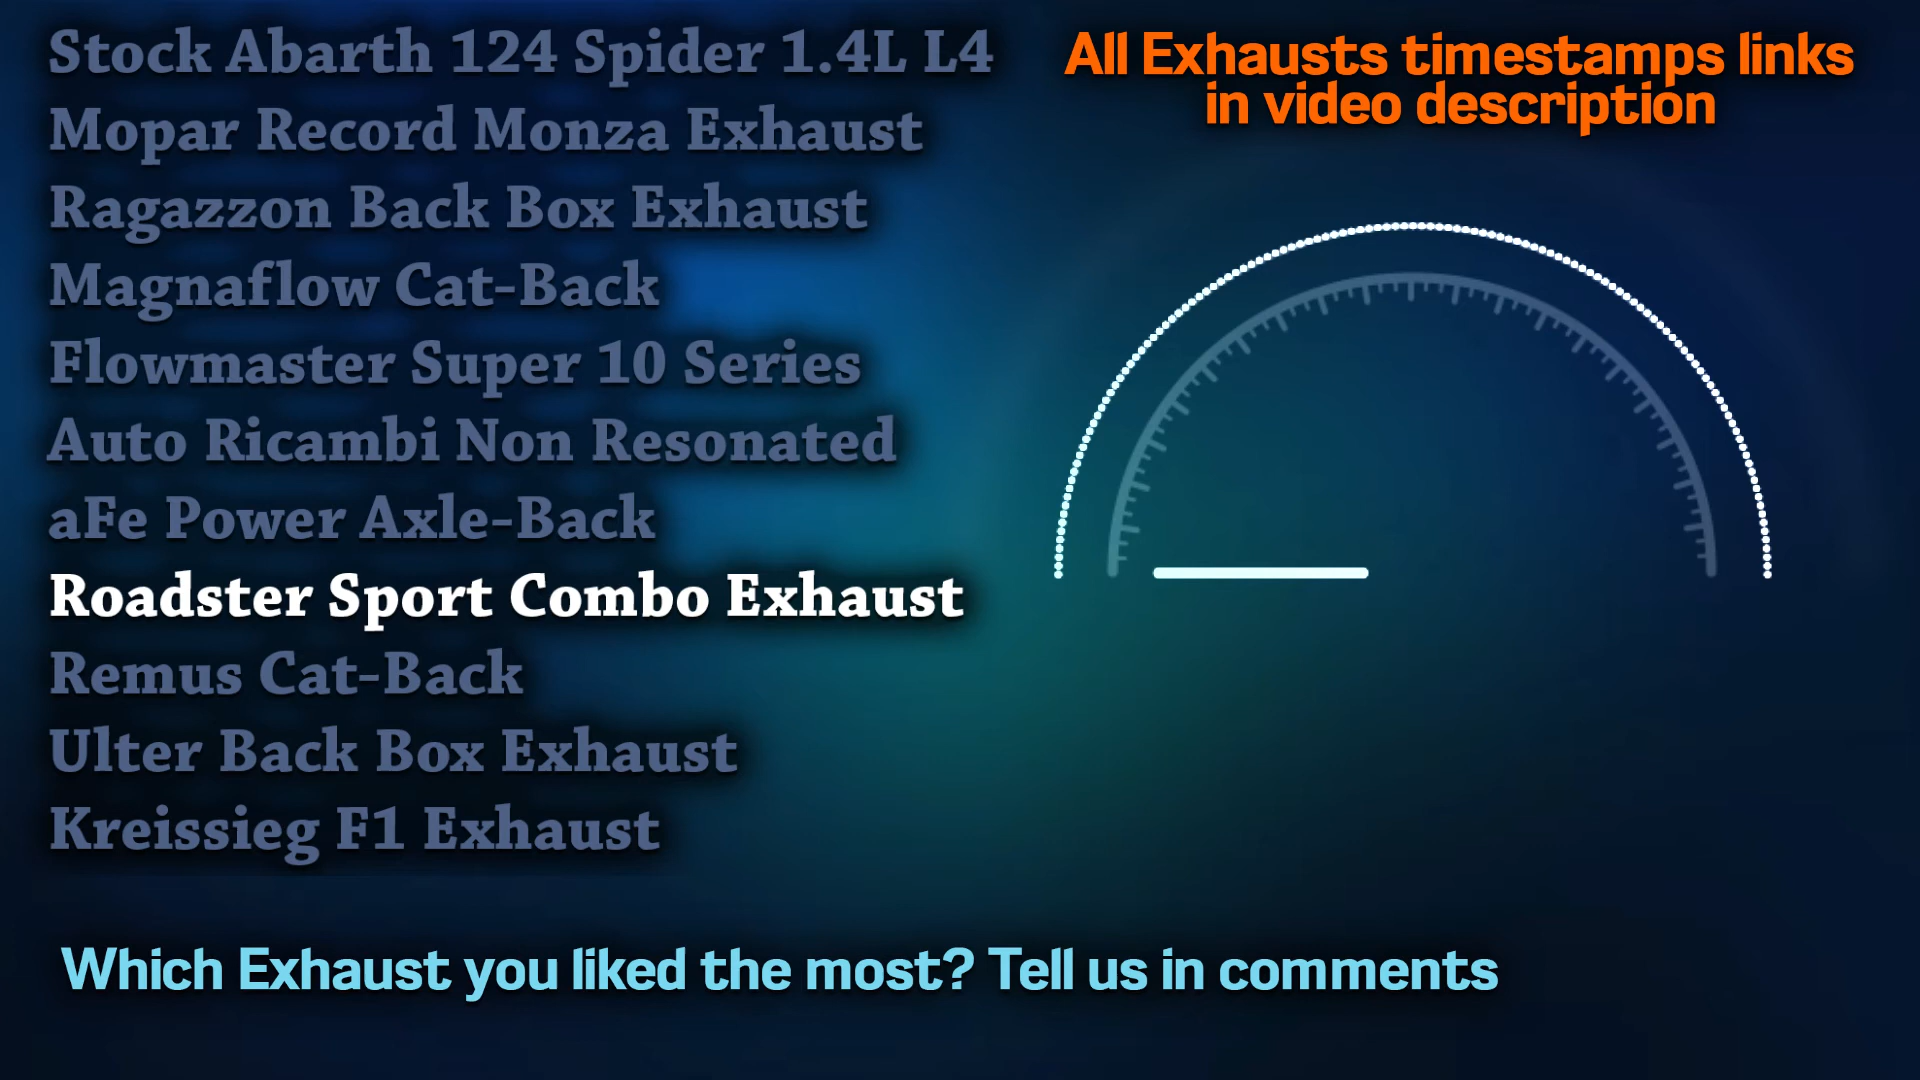 Stock Abarth 124 Spider 1.4L L4
Mopar Record Monza Exhaust
Ragazzon Back Box Exhaust
Magnaflow Cat-Back
Flowmaster Super 10 Series
Auto Ricambi Non Resonated
aFe Power Axle-Back
Roadster Sport Combo Exhaust
Remus Cat-Back
Ulter Back Box Exhaust
Kreissieg F1 Exhaust
All Exhausts timestamps links
in video description
Which Exhaust you liked the most? Tell us in comments